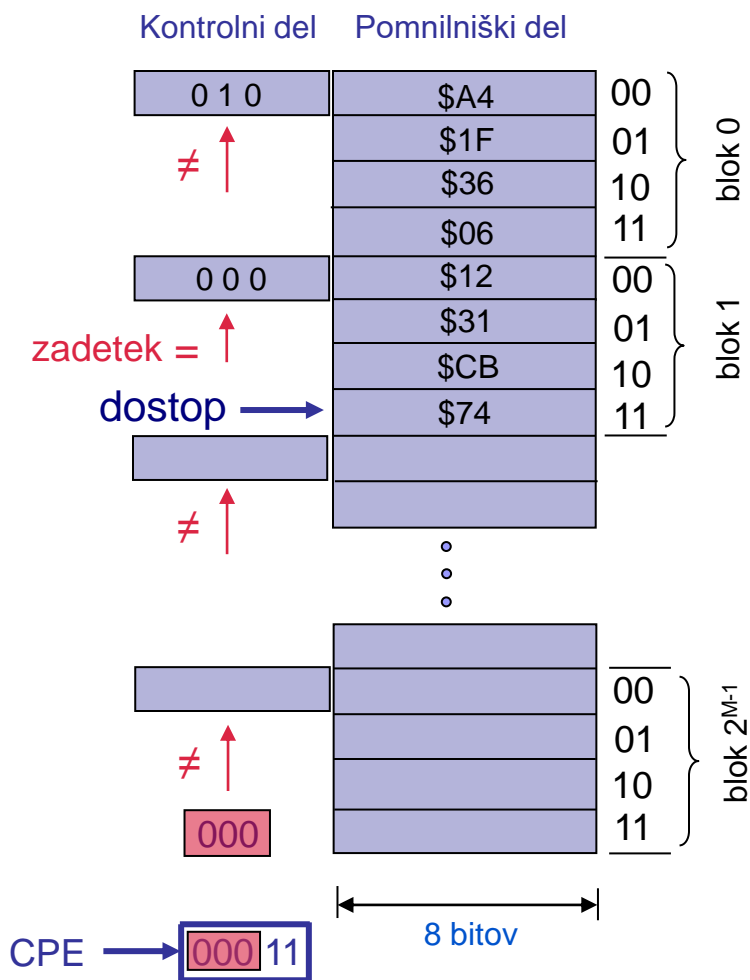 Kontrolni del Pomnilniški del
0 1 0 $A4 00
≠ $1F 01
$36 10
$06 11
blok 0
0 0 0 $12 00
zadetek = $31 01
$CB 10
dostop $74 11
blok 1
≠
00
≠ 01
10
000 11
blok 2^M-1
8 bitov
CPE 000 11